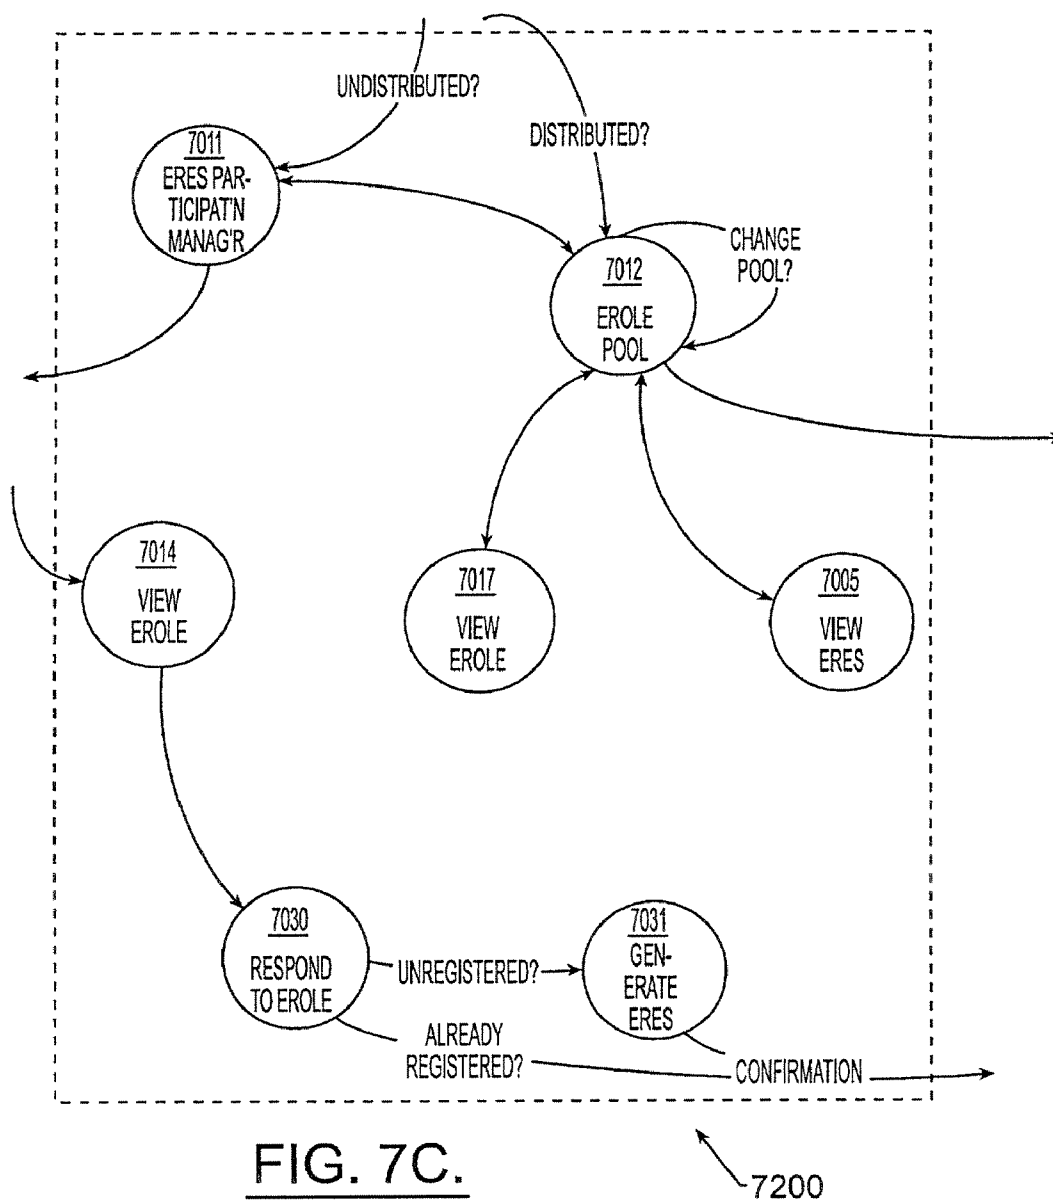 UNDISTRIBUTED?
DISTRIBUTED?
7011
ERES PAR-
TICIPAT'N
MANAG'R
7012
EROLE
POOL
CHANGE
POOL?
7014
VIEW
EROLE
7017
VIEW
EROLE
7005
VIEW
ERES
7030
RESPOND
TO EROLE
UNREGISTERED?
7031
GEN-
ERATE
ERES
ALREADY
REGISTERED?
CONFIRMATION
FIG. 7C.
7200